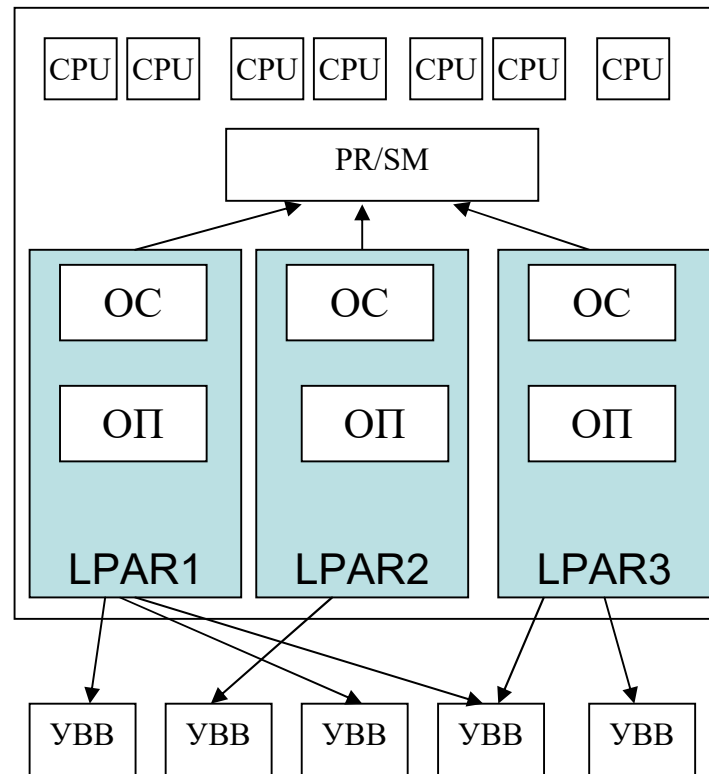 CPU CPU CPU CPU CPU CPU CPU
PR/SM
ОС ОС ОС
ОП ОП ОП
LPAR1 LPAR2 LPAR3
УВВ УВВ УВВ УВВ УВВ